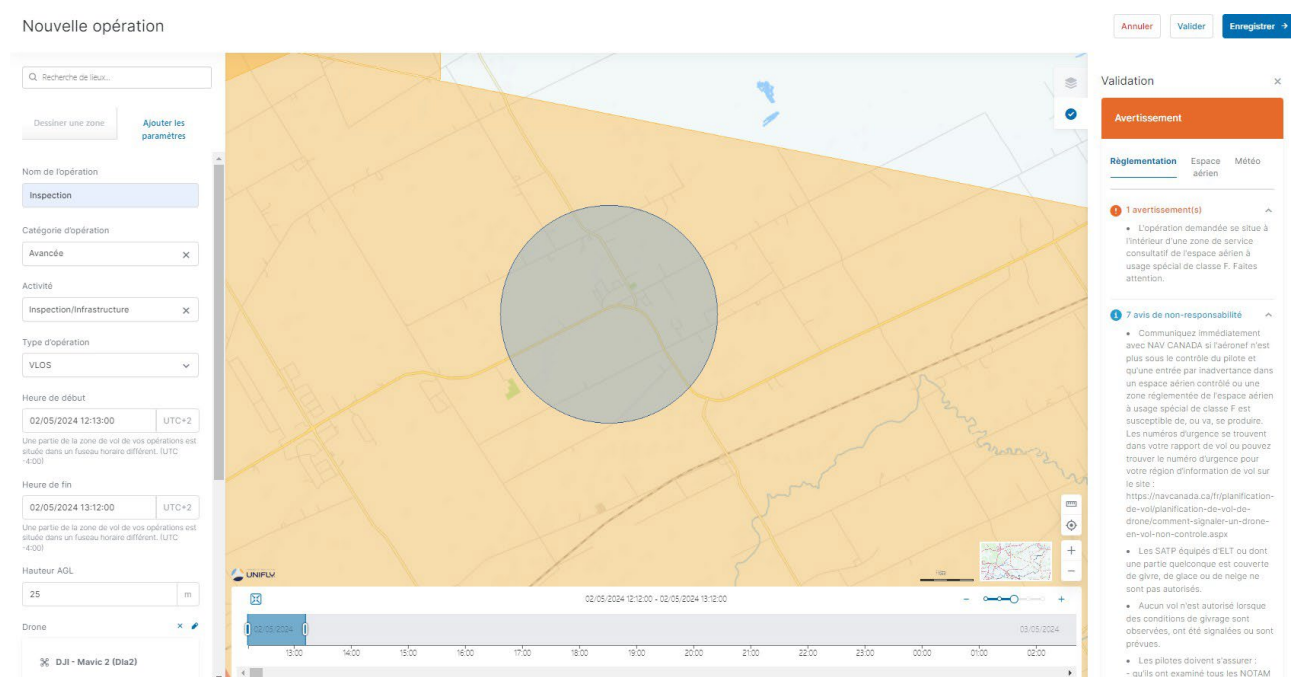 Nouvelle opération
Annuler
Valider
Enregistrer →
Recherche de lieux...
Dessiner une zone
Ajouter les
paramètres
Nom de l'opération
Inspection
Catégorie d'opération
Avancée
Activité
Inspection/Infrastructure
Type d'opération
VLOS
Heure de début
02/05/2024 12:13:00
UTC+2
Une partie de la zone de vol de vos opérations est
située dans un fuseau horaire différent. (UTC
-4:00)
Heure de fin
02/05/2024 13:12:00
UTC+2
Une partie de la zone de vol de vos opérations est
située dans un fuseau horaire différent. (UTC
-4:00)
Hauteur AGL
25
m
Drone
DJI - Mavic 2 (Dla2)
UNIFLY
02/05/2024 12:12:00 - 02/05/2024 13:12:00
02/05/2024
03/05/2024
13:00 14:00 15:00 16:00 17:00 18:00 19:00 20:00 21:00 22:00 23:00 00:00 01:00 02:00
Validation
Avertissement
Règlementation
Espace
aérien
Météo
1 avertissement(s)
• L'opération demandée se situe à
l'intérieur d'une zone de service
consultatif de l'espace aérien à
usage spécial de classe F. Faites
attention.
7 avis de non-responsabilité
• Communiquez immédiatement
avec NAV CANADA si l'aéronef n'est
plus sous le contrôle du pilote et
qu'une entrée par inadvertance dans
un espace aérien contrôlé ou une
zone réglementée de l'espace aérien
à usage spécial de classe F est
susceptible de, ou va, se produire.
Les numéros d'urgence se trouvent
dans votre rapport de vol ou pouvez
trouver le numéro d'urgence pour
votre région d'information de vol sur
le site :
https://navcanada.ca/fr/planification-
de-vol/planification-de-vol-de-
drone/comment-signaler-un-drone-
en-vol-non-controle.aspx
• Les SATP équipés d'ELT ou dont
une partie quelconque est couverte
de givre, de glace ou de neige ne
sont pas autorisés.
• Aucun vol n'est autorisé lorsque
des conditions de givrage sont
observées, ont été signalées ou sont
prévues.
• Les pilotes doivent s'assurer :
- qu'ils ont examiné tous les NOTAM